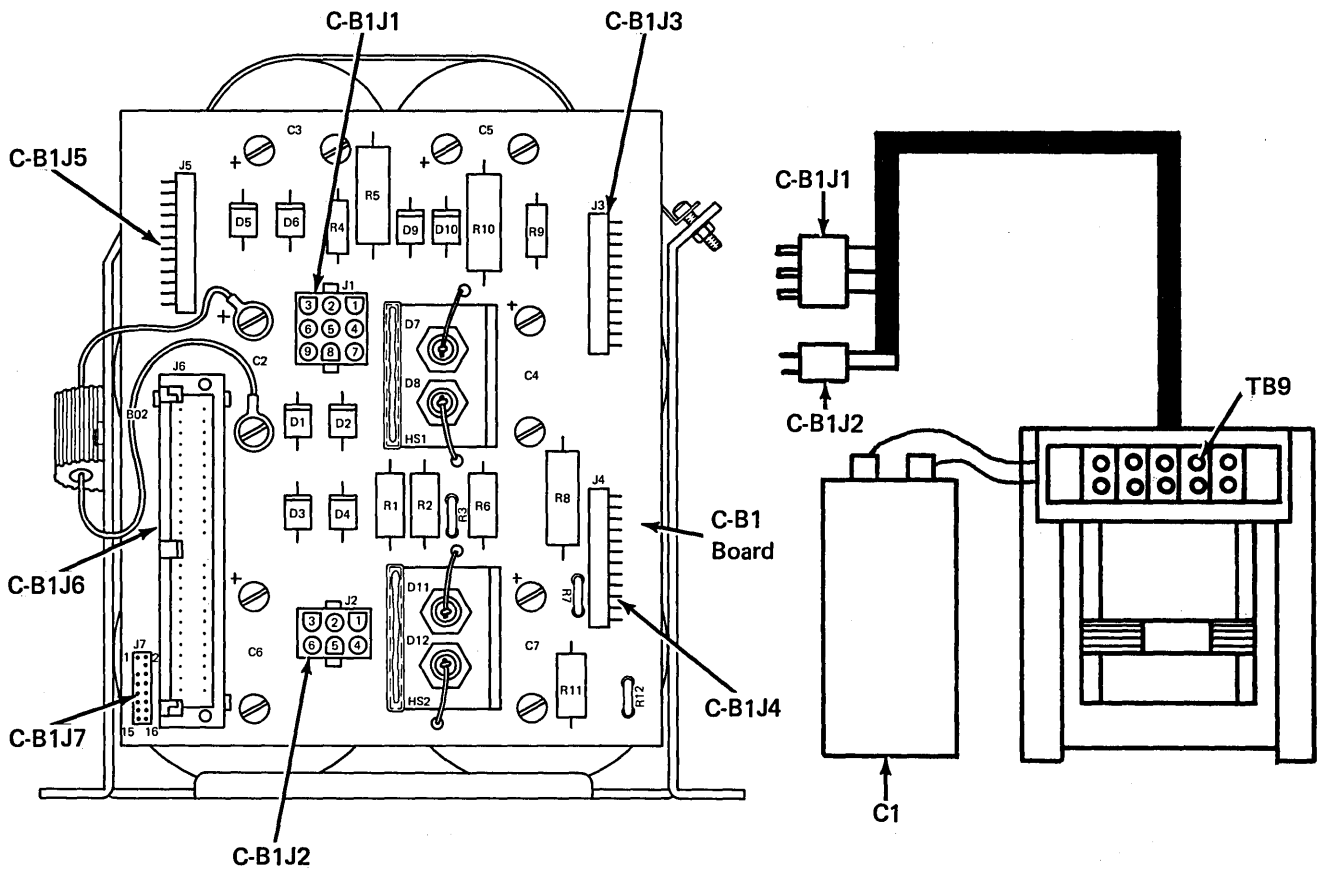 C-B1J1
C-B1J3
C-B1J5
C3
C5
J5
+
+
D5
D6
R4
R5
D9
D10
R10
R9
J3
C-B1J1
J1
3 2 1
6 5 4
9 8 7
+
+
D7
D8
HS1
C2
C4
J6
B02
D1
D2
D3
D4
R1
R2
R3
R6
R8
J4
C-B1J2
TB9
C-B1
Board
C-B1J6
+
+
J2
3 2 1
6 5 4
D11
D12
HS2
R7
C6
C7
R11
R12
J7
1 2
15 16
C-B1J7
C-B1J4
C-B1J2
C1